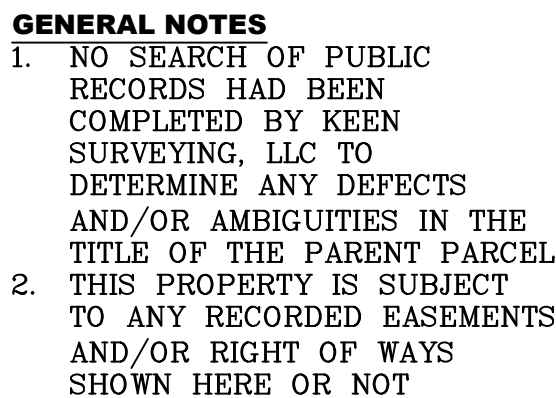 GENERAL NOTES
1. NO SEARCH OF PUBLIC
RECORDS HAD BEEN
COMPLETED BY KEEN
SURVEYING, LLC TO
DETERMINE ANY DEFECTS
AND/OR AMBIGUITIES IN THE
TITLE OF THE PARENT PARCEL
2. THIS PROPERTY IS SUBJECT
TO ANY RECORDED EASEMENTS
AND/OR RIGHT OF WAYS
SHOWN HERE OR NOT